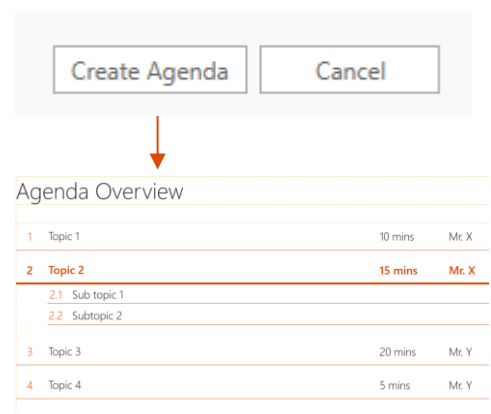 Create Agenda Cancel
Agenda Overview
1 Topic 1 10 mins Mr. X
2 Topic 2 15 mins Mr. X
2.1 Sub topic 1
2.2 Subtopic 2
3 Topic 3 20 mins Mr. Y
4 Topic 4 5 mins Mr. Y